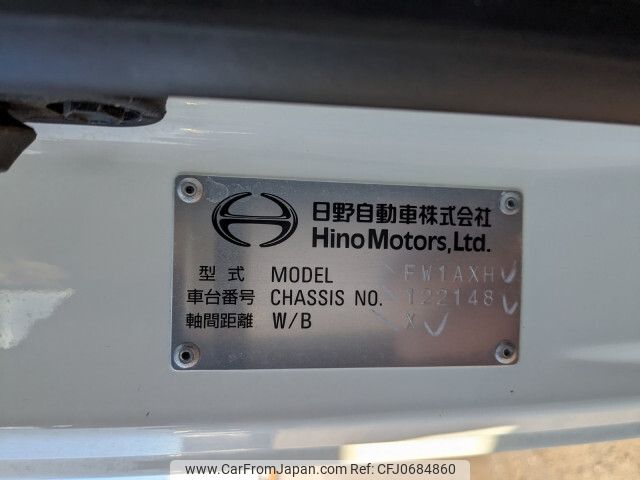 日野自動車株式会社
Hino Motors, Ltd.
型式 MODEL FW1AXH
車台番号 CHASSIS NO. 122148
軸間距離 W/B X
www.CarFromJapan.com | CarFromJapan | CFJ0684860